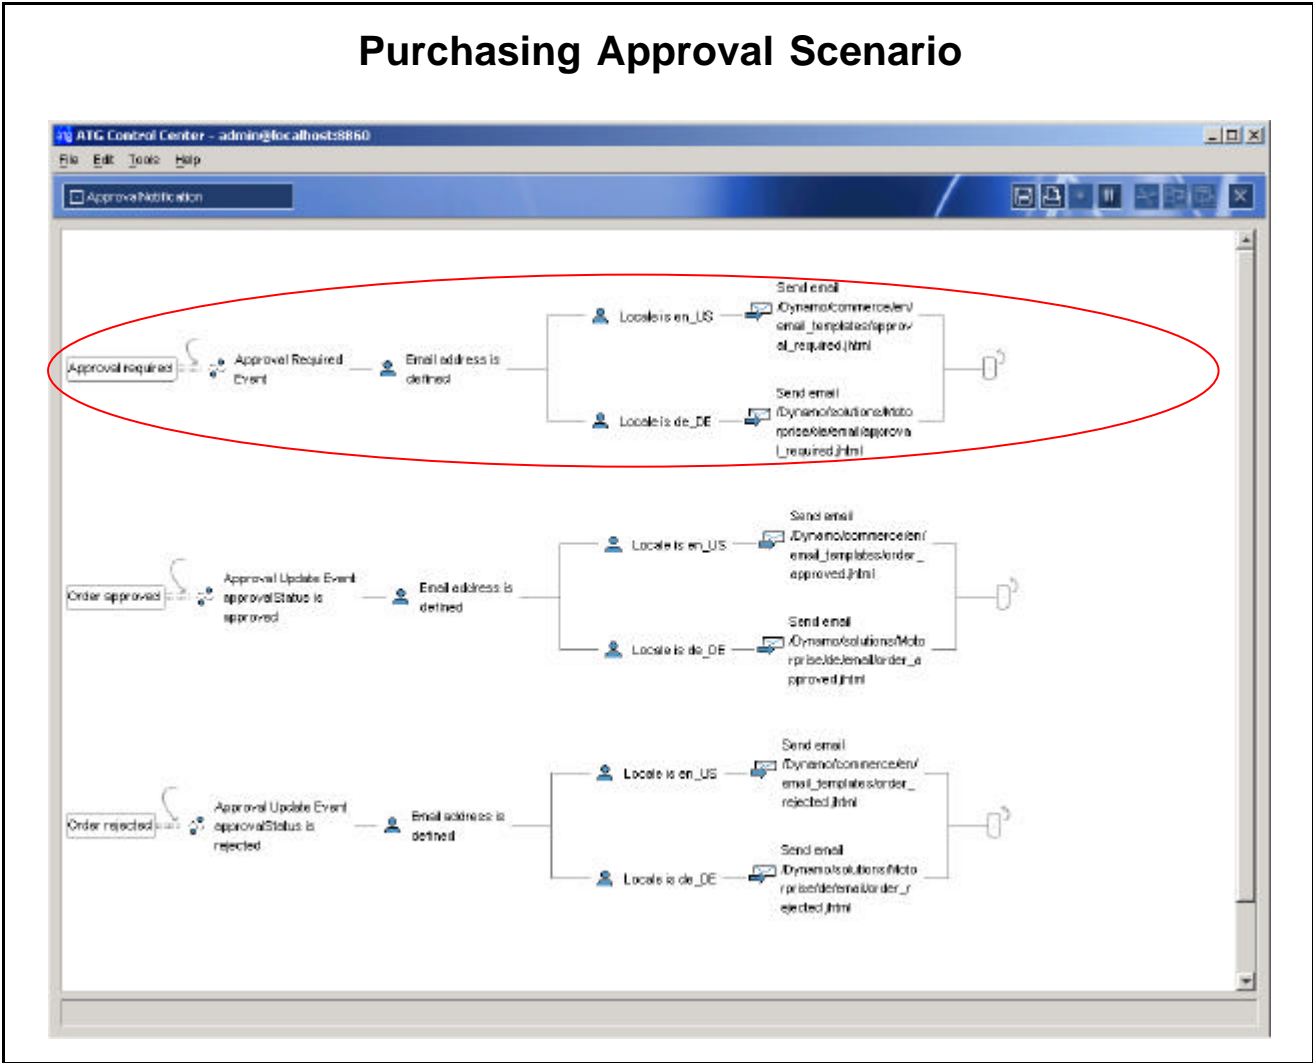 Purchasing Approval Scenario
ATG Control Center - admin@localhost:8860
File Edit Tools Help
ApprovalNotification
Approval required
Approval Required
Event
Email address is
defined
Locale is en_US
Send email
/Dynamo/commerce/en/
email_templates/approv
al_required.jhtml
Locale is de_DE
Send email
/Dynamo/solutions/Moto
rprise/de/email/approva
l_required.jhtml
Order approved
Approval Update Event
approvalStatus is
approved
Email address is
defined
Locale is en_US
Send email
/Dynamo/commerce/en/
email_templates/order_
approved.jhtml
Locale is de_DE
Send email
/Dynamo/solutions/Moto
rprise/de/email/order_a
pproved.jhtml
Order rejected
Approval Update Event
approvalStatus is
rejected
Email address is
defined
Locale is en_US
Send email
/Dynamo/commerce/en/
email_templates/order_
rejected.jhtml
Locale is de_DE
Send email
/Dynamo/solutions/Moto
rprise/de/email/order_r
ejected.jhtml